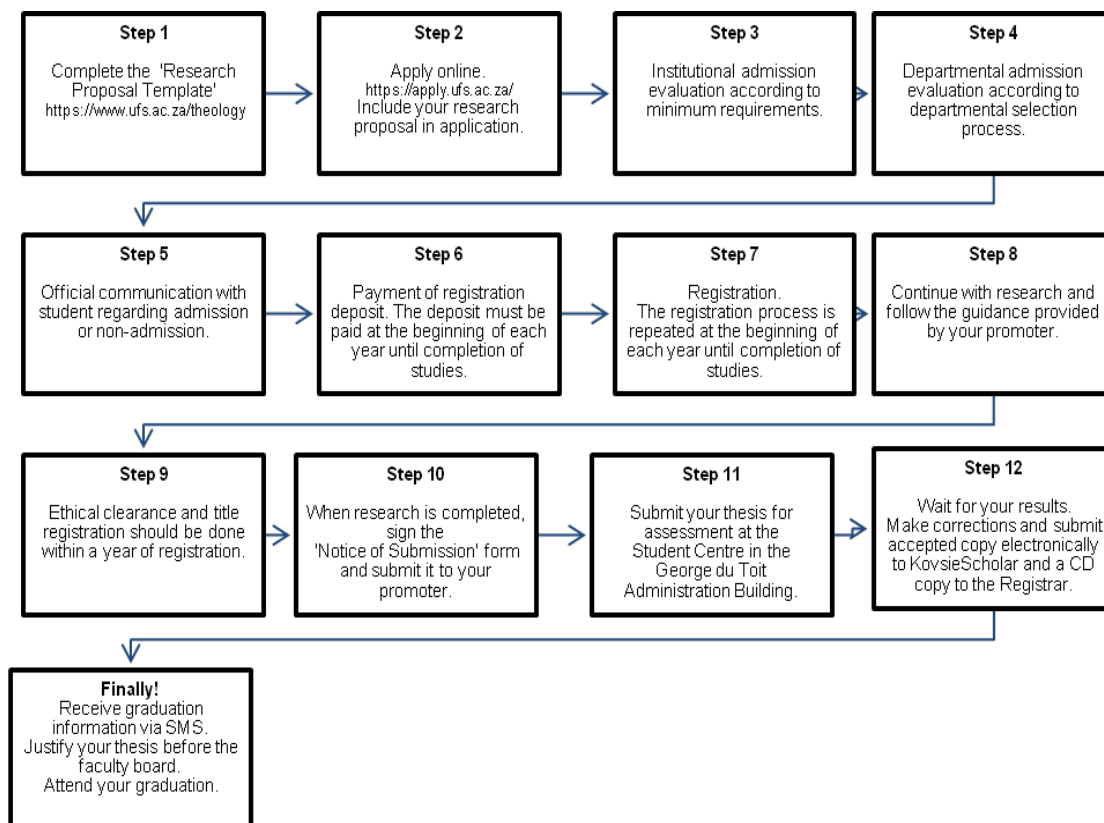 Step 1
Complete the 'Research
Proposal Template'
https://www.ufs.ac.za/theology
Step 2
Apply online.
https://apply.ufs.ac.za/
Include your research
proposal in application.
Step 3
Institutional admission
evaluation according to
minimum requirements.
Step 4
Departmental admission
evaluation according to
departmental selection
process.
Step 5
Official communication with
student regarding admission
or non-admission.
Step 6
Payment of registration
deposit. The deposit must be
paid at the beginning of each
year until completion of
studies.
Step 7
Registration.
The registration process is
repeated at the beginning of
each year until completion of
studies.
Step 8
Continue with research and
follow the guidance provided
by your promoter.
Step 9
Ethical clearance and title
registration should be done
within a year of registration.
Step 10
When research is completed,
sign the
'Notice of Submission' form
and submit it to your
promoter.
Step 11
Submit your thesis for
assessment at the
Student Centre in the
George du Toit
Administration Building.
Step 12
Wait for your results.
Make corrections and submit
accepted copy electronically
to KovsieScholar and a CD
copy to the Registrar.
Finally!
Receive graduation
information via SMS.
Justify your thesis before the
faculty board.
Attend your graduation.